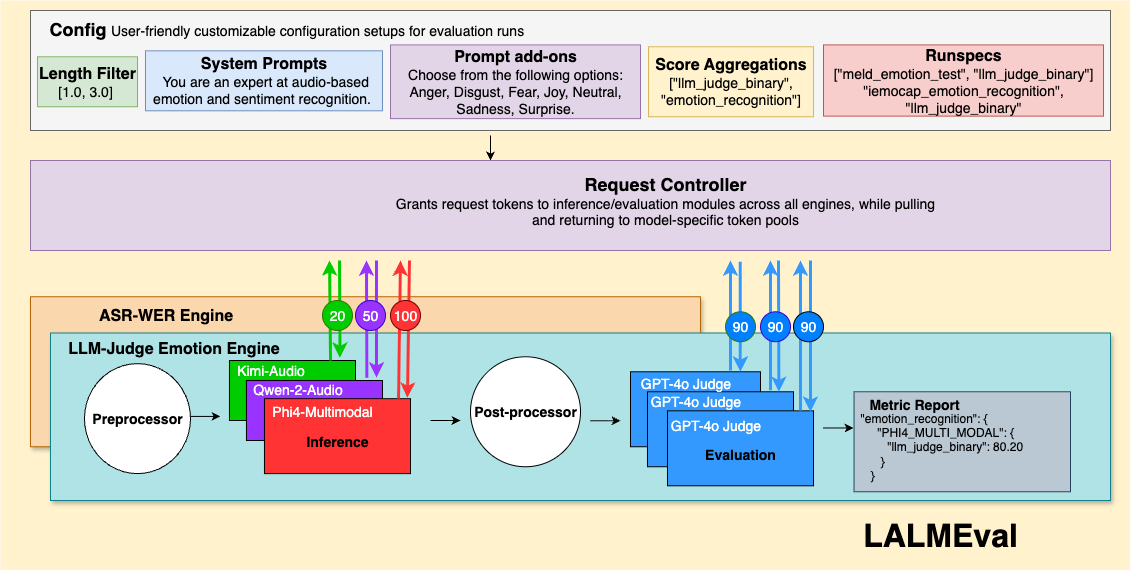 Config User-friendly customizable configuration setups for evaluation runs
Length Filter
[1.0, 3.0]
System Prompts
You are an expert at audio-based
emotion and sentiment recognition.
Prompt add-ons
Choose from the following options:
Anger, Disgust, Fear, Joy, Neutral,
Sadness, Surprise.
Score Aggregations
["llm_judge_binary",
"emotion_recognition"]
Runspecs
["meld_emotion_test", "llm_judge_binary"]
"iemocap_emotion_recognition",
"llm_judge_binary"
Request Controller
Grants request tokens to inference/evaluation modules across all engines, while pulling
and returning to model-specific token pools
ASR-WER Engine
20
50
100
90
90
90
LLM-Judge Emotion Engine
Preprocessor
Kimi-Audio
Qwen-2-Audio
Phi4-Multimodal
Inference
Post-processor
GPT-4o Judge
GPT-4o Judge
GPT-4o Judge
Evaluation
Metric Report
"emotion_recognition": {
"PHI4_MULTI_MODAL": {
"llm_judge_binary": 80.20
}
}
LALMEval